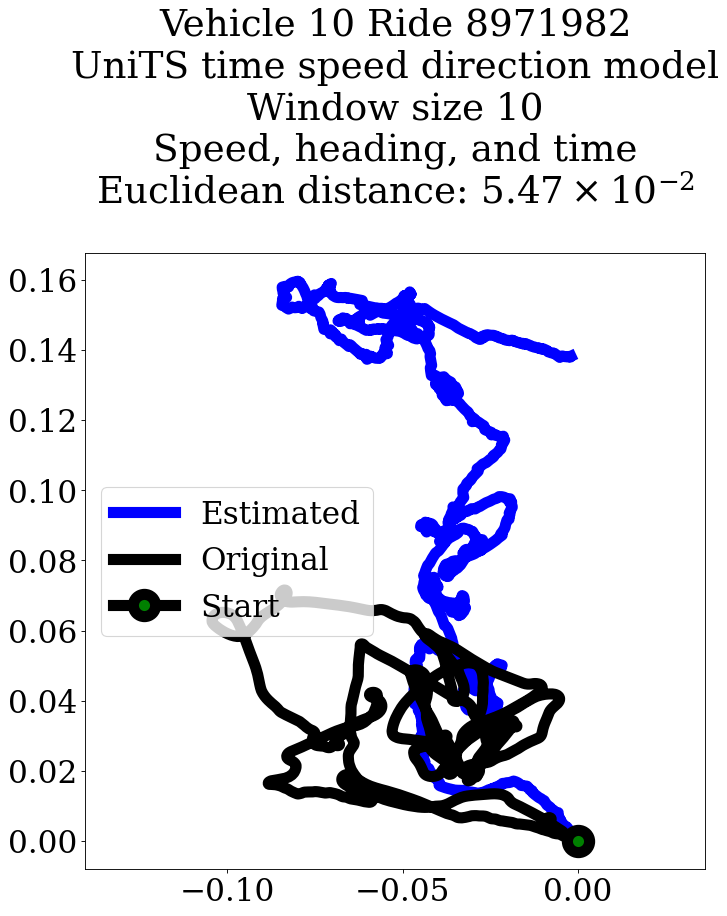 Vehicle 10 Ride 8971982
UniTS time speed direction model
Window size 10
Speed, heading, and time
Euclidean distance: 5.47 × 10⁻²
0.16
0.14
0.12
0.10
0.08
0.06
0.04
0.02
0.00
Estimated
Original
Start
−0.10 −0.05 0.00